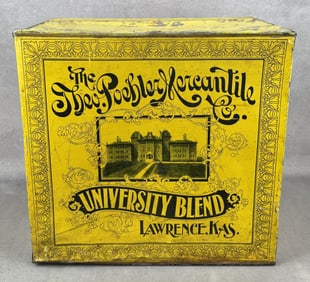 The
Theo. Poehler Mercantile
Co.
UNIVERSITY BLEND
LAWRENCE, KAS.